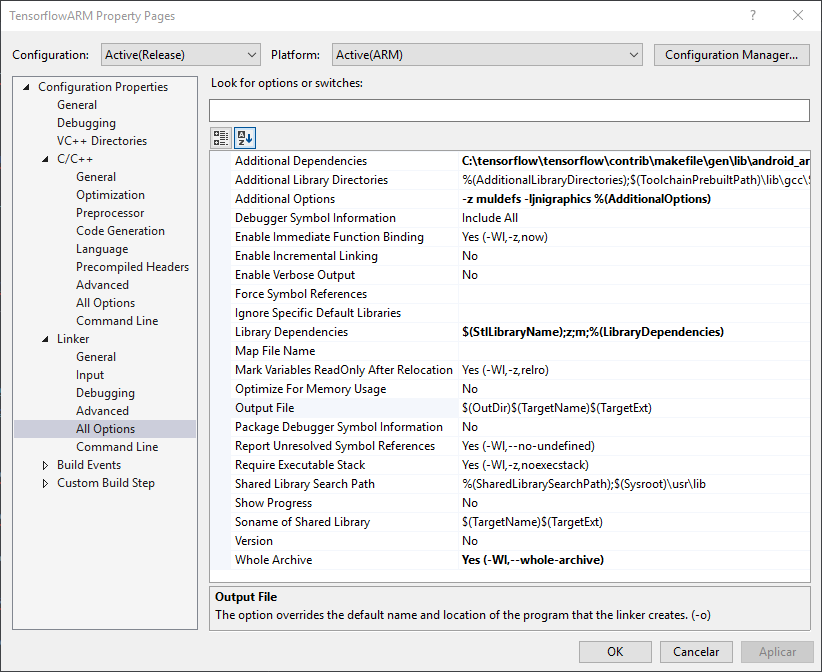 TensorflowARM Property Pages
Configuration: Active(Release) Platform: Active(ARM) Configuration Manager...
Configuration Properties
General
Debugging
VC++ Directories
C/C++
General
Optimization
Preprocessor
Code Generation
Language
Precompiled Headers
Advanced
All Options
Command Line
Linker
General
Input
Debugging
Advanced
All Options
Command Line
Build Events
Custom Build Step
Look for options or switches:
Additional Dependencies C:\tensorflow\tensorflow\contrib\makefile\gen\lib\android_ar
Additional Library Directories %(AdditionalLibraryDirectories);$(ToolchainPrebuiltPath)\lib\gcc\
Additional Options -z muldefs -ljnigraphics %(AdditionalOptions)
Debugger Symbol Information Include All
Enable Immediate Function Binding Yes (-Wl,-z,now)
Enable Incremental Linking No
Enable Verbose Output No
Force Symbol References
Ignore Specific Default Libraries
Library Dependencies $(StlLibraryName);z;m;%(LibraryDependencies)
Map File Name
Mark Variables ReadOnly After Relocation Yes (-Wl,-z,relro)
Optimize For Memory Usage No
Output File $(OutDir)$(TargetName)$(TargetExt)
Package Debugger Symbol Information No
Report Unresolved Symbol References Yes (-Wl,--no-undefined)
Require Executable Stack Yes (-Wl,-z,noexecstack)
Shared Library Search Path %(SharedLibrarySearchPath);$(Sysroot)\usr\lib
Show Progress No
Soname of Shared Library $(TargetName)$(TargetExt)
Version No
Whole Archive Yes (-Wl,--whole-archive)
Output File
The option overrides the default name and location of the program that the linker creates. (-o)
OK Cancelar Aplicar